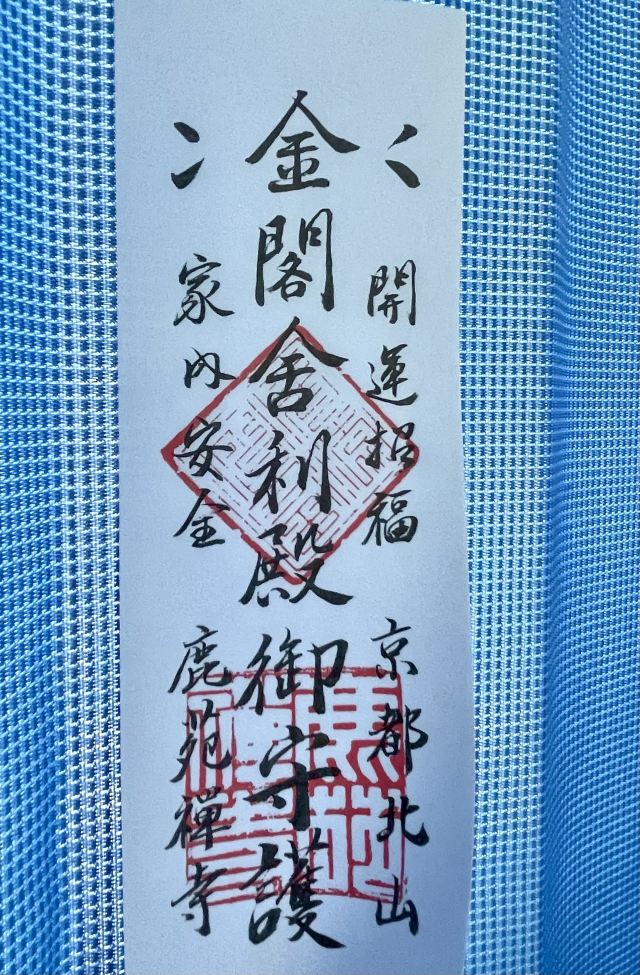 開運招福 京都北山
金閣舎利殿御守護
家内安全 鹿苑禪寺